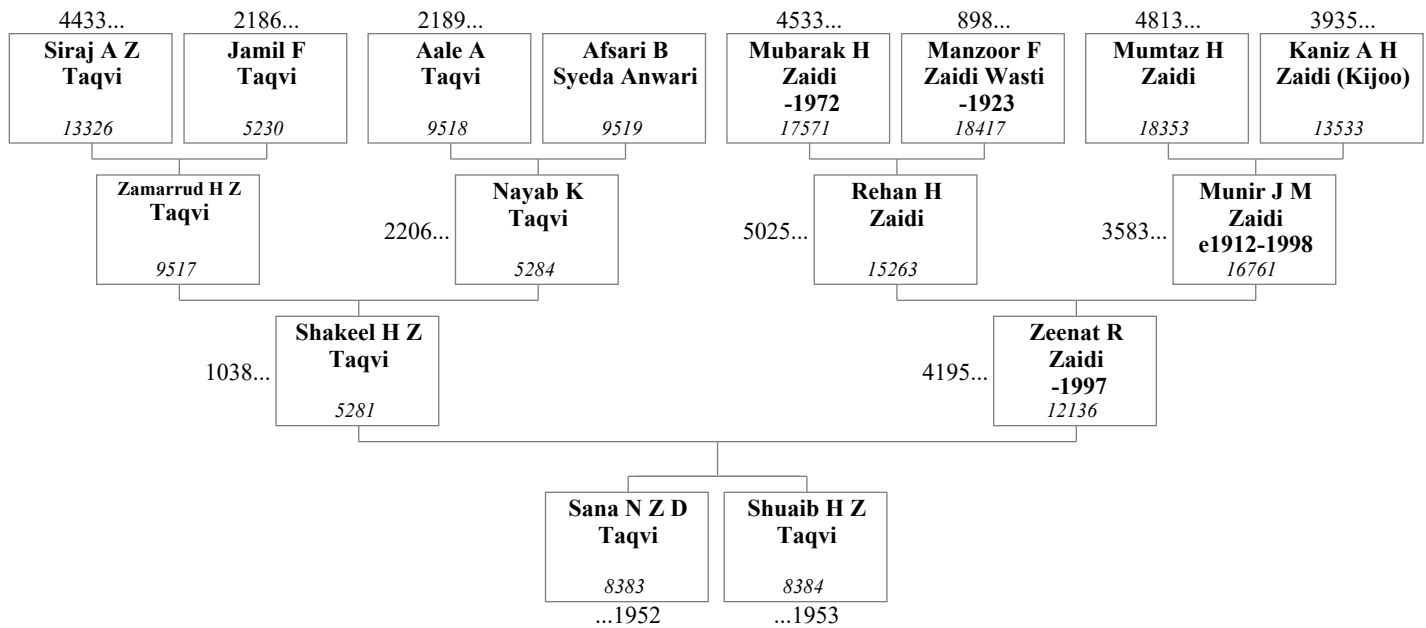 4433...
2186...
2189...
4533...
898...
4813...
3935...
Siraj A Z
Taqvi
13326
Jamil F
Taqvi
5230
Aale A
Taqvi
9518
Afsari B
Syeda Anwari
9519
Mubarak H
Zaidi
-1972
17571
Manzoor F
Zaidi Wasti
-1923
18417
Mumtaz H
Zaidi
18353
Kaniz A H
Zaidi (Kijoo)
13533
Zamarrud H Z
Taqvi
9517
2206...
Nayab K
Taqvi
5284
5025...
Rehan H
Zaidi
15263
3583...
Munir J M
Zaidi
e1912-1998
16761
1038...
Shakeel H Z
Taqvi
5281
4195...
Zeenat R
Zaidi
-1997
12136
Sana N Z D
Taqvi
8383
...1952
Shuaib H Z
Taqvi
8384
...1953